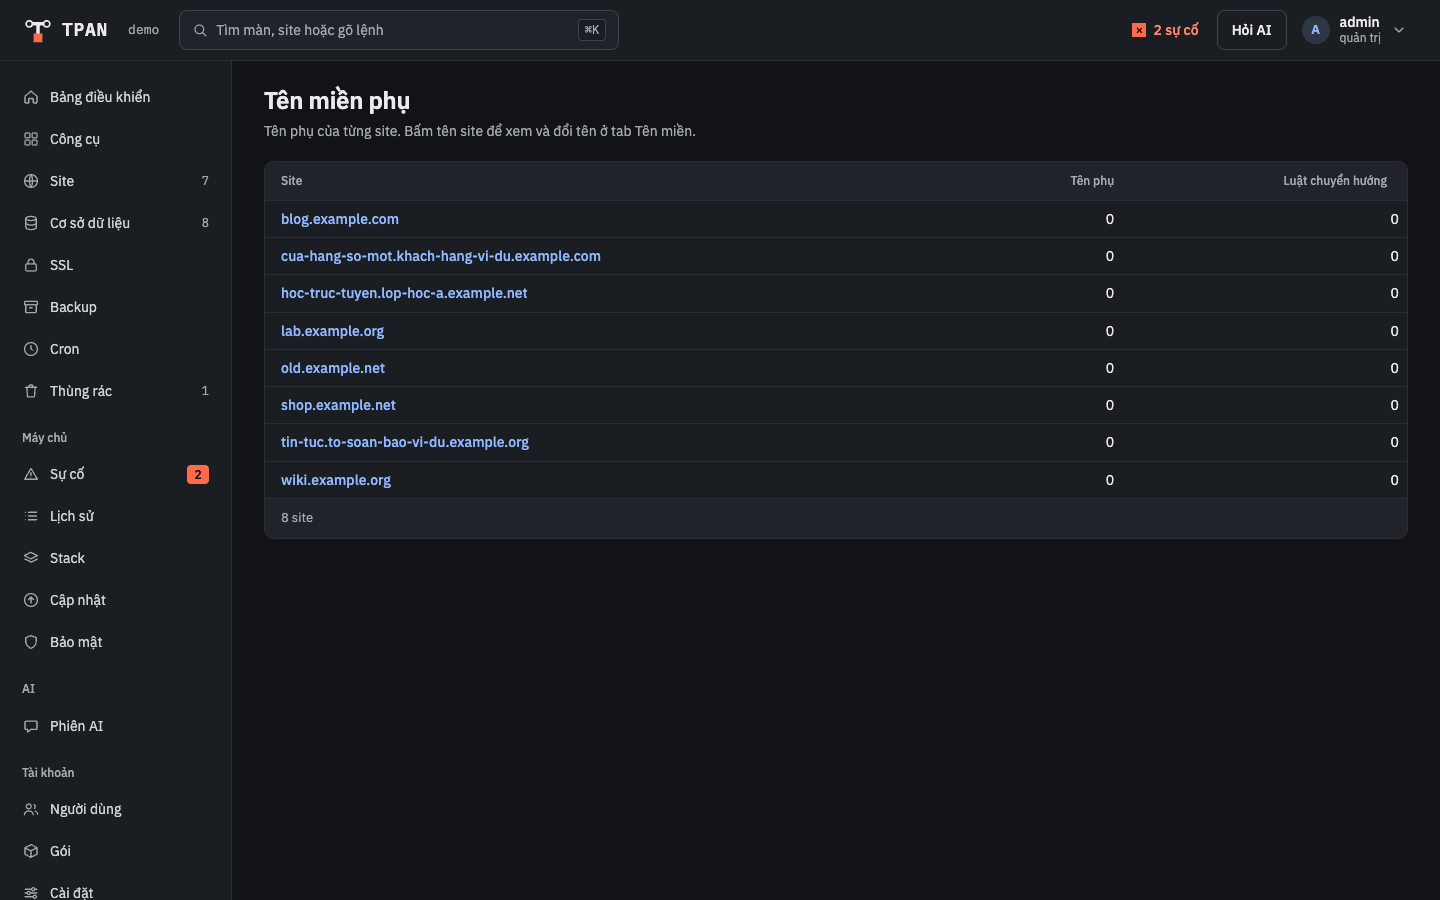 TPAN demo
Tìm màn, site hoặc gõ lệnh ⌘K
2 sự cố
Hỏi AI
A
admin
quản trị
Bảng điều khiển
Công cụ
Site 7
Cơ sở dữ liệu 8
SSL
Backup
Cron
Thùng rác 1
Máy chủ
Sự cố 2
Lịch sử
Stack
Cập nhật
Bảo mật
AI
Phiên AI
Tài khoản
Người dùng
Gói
Cài đặt
Tên miền phụ
Tên phụ của từng site. Bấm tên site để xem và đổi tên ở tab Tên miền.
Site Tên phụ Luật chuyển hướng
blog.example.com 0 0
cua-hang-so-mot.khach-hang-vi-du.example.com 0 0
hoc-truc-tuyen.lop-hoc-a.example.net 0 0
lab.example.org 0 0
old.example.net 0 0
shop.example.net 0 0
tin-tuc.to-soan-bao-vi-du.example.org 0 0
wiki.example.org 0 0
8 site